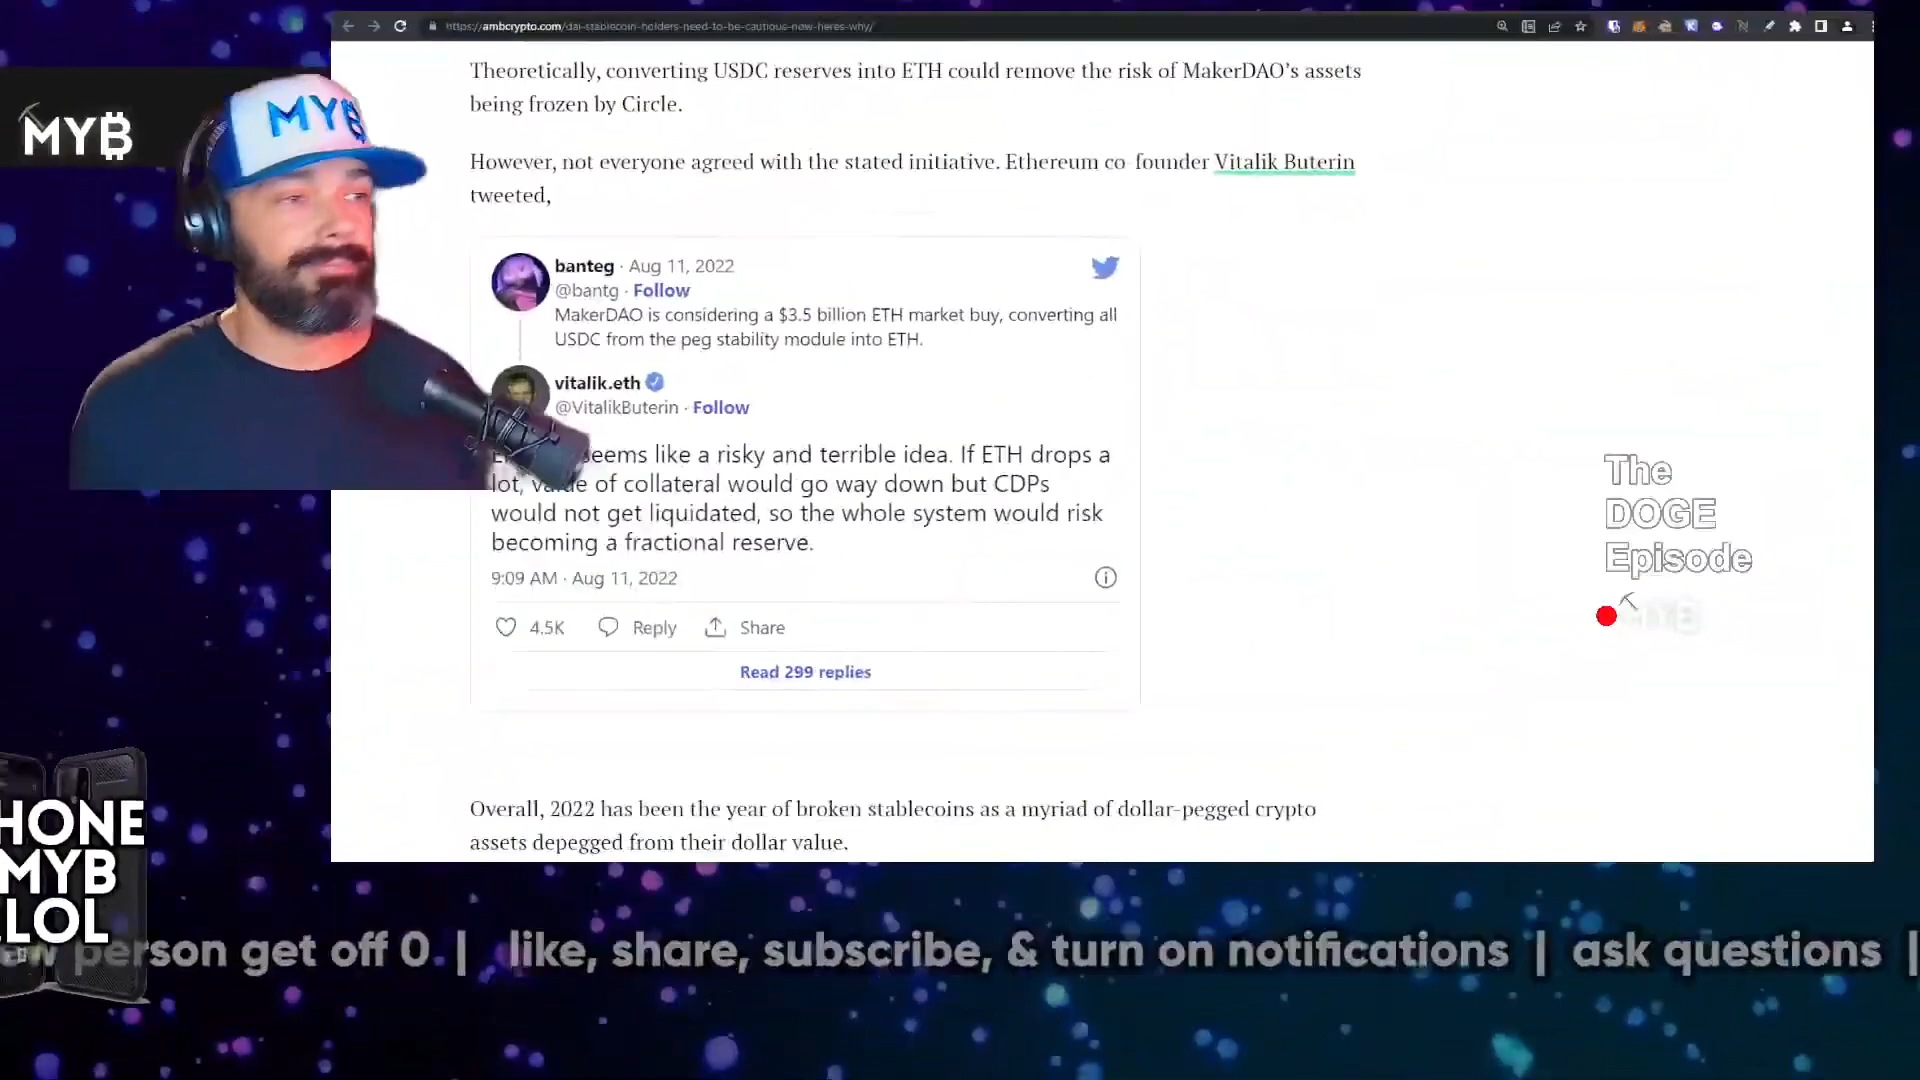 https://ambcrypto.com/dai-stablecoin-holders-need-to-be-cautious-now-heres-why/
Theoretically, converting USDC reserves into ETH could remove the risk of MakerDAO's assets
being frozen by Circle.
However, not everyone agreed with the stated initiative. Ethereum co-founder Vitalik Buterin
tweeted,
banteg · Aug 11, 2022
@bantg · Follow
MakerDAO is considering a $3.5 billion ETH market buy, converting all
USDC from the peg stability module into ETH.
vitalik.eth
@VitalikButerin · Follow
seems like a risky and terrible idea. If ETH drops a
lot, value of collateral would go way down but CDPs
would not get liquidated, so the whole system would risk
becoming a fractional reserve.
9:09 AM · Aug 11, 2022
4.5K Reply Share
Read 299 replies
Overall, 2022 has been the year of broken stablecoins as a myriad of dollar-pegged crypto
assets depegged from their dollar value.
MY₿
MY₿
The
DOGE
Episode
MY₿
HONE
MYB
.LOL
person get off 0. | like, share, subscribe, & turn on notifications | ask questions |